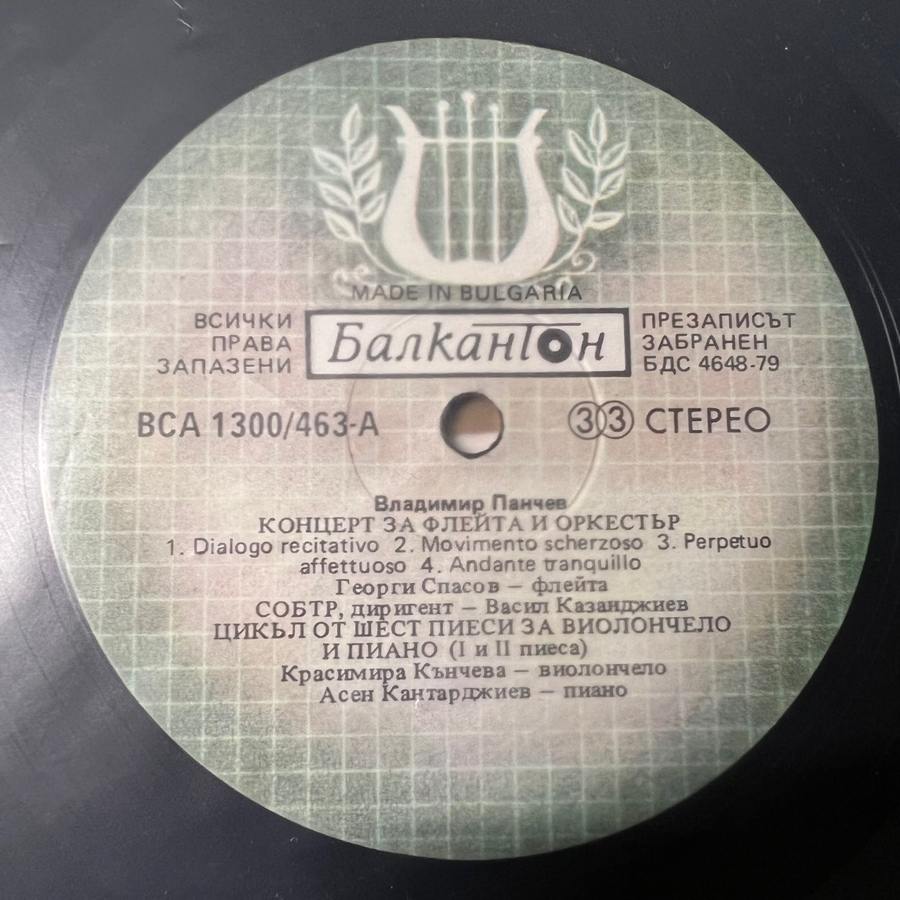 MADE IN BULGARIA
ВСИЧКИ
ПРАВА
ЗАПАЗЕНИ
Балкантон
ПРЕЗАПИСЪТ
ЗАБРАНЕН
БДС 4648-79
ВСА 1300/463-А
33 СТЕРЕО
Владимир Панчев
КОНЦЕРТ ЗА ФЛЕЙТА И ОРКЕСТЪР
1. Dialogo recitativo 2. Movimento scherzoso 3. Perpetuo
affettuoso 4. Andante tranquillo
Георги Спасов – флейта
СОБТР, диригент – Васил Казанджиев
ЦИКЪЛ ОТ ШЕСТ ПИЕСИ ЗА ВИОЛОНЧЕЛО
И ПИАНО (I и II пиеса)
Красимира Кънчева – виолончело
Асен Кантарджиев – пиано